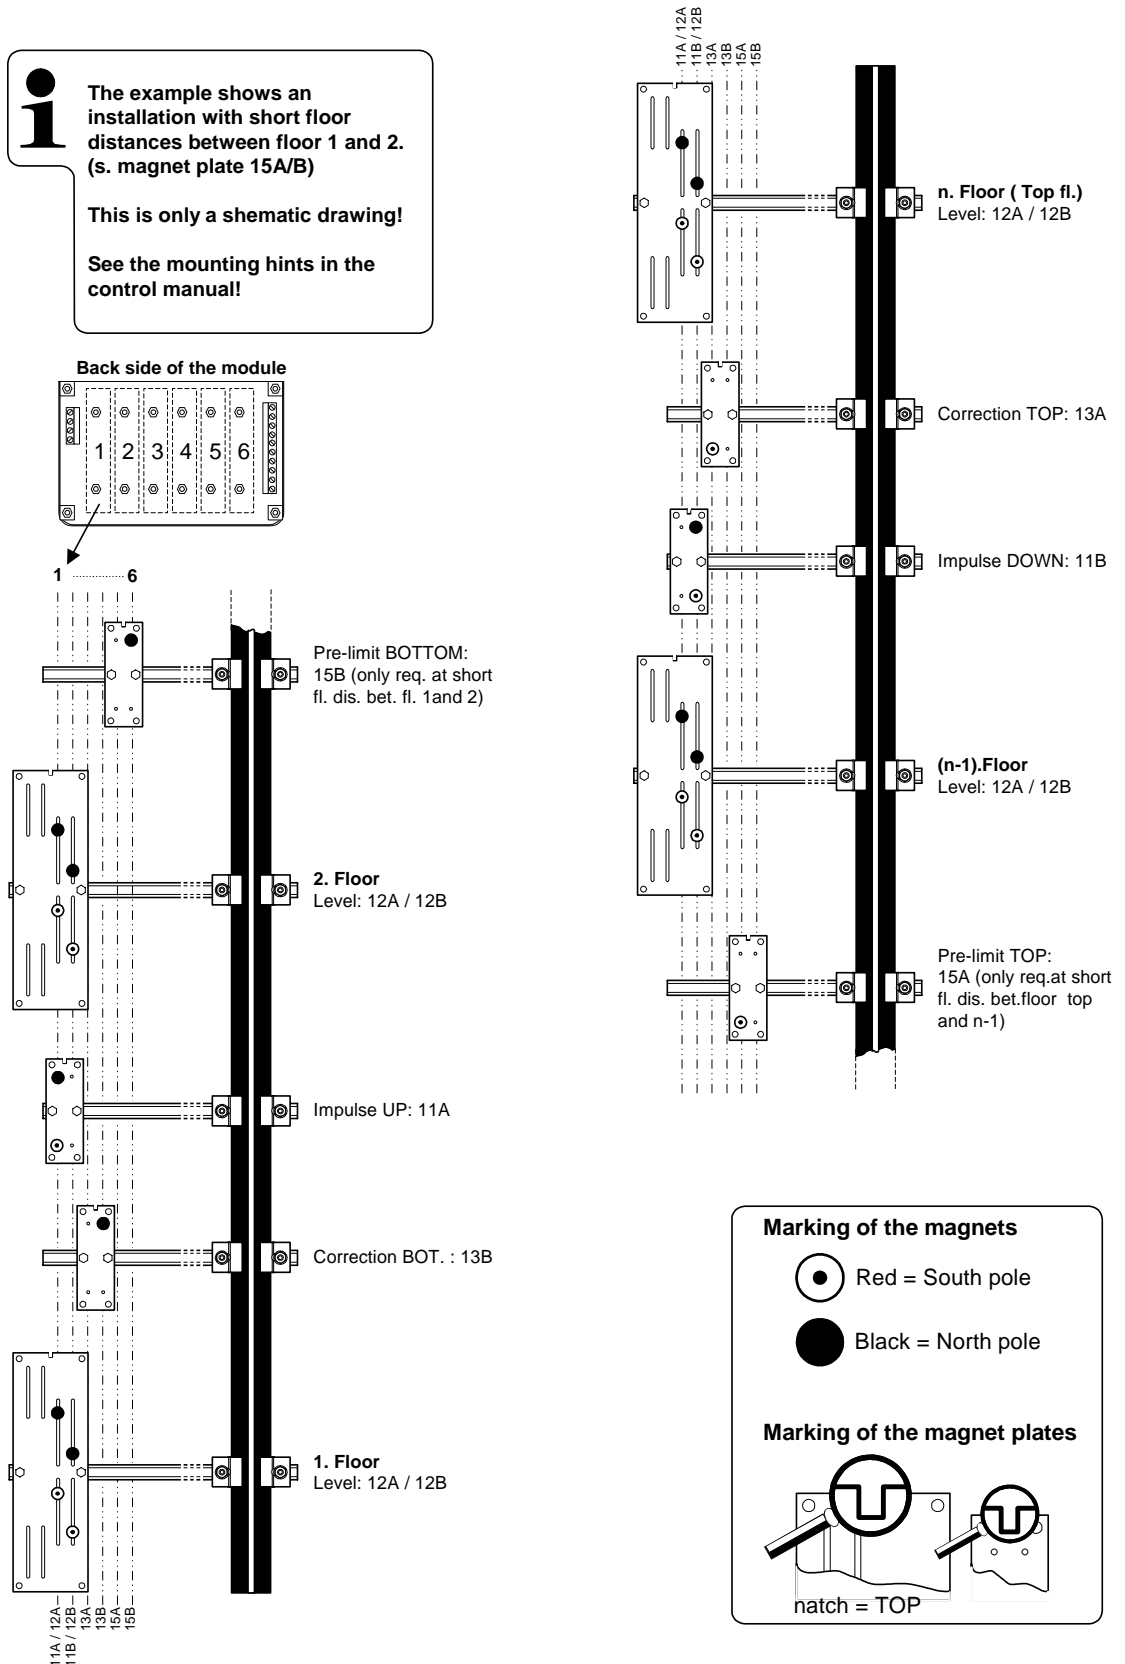 The example shows an
installation with short floor
distances between floor 1 and 2.
(s. magnet plate 15A/B)
This is only a shematic drawing!
See the mounting hints in the
control manual!
Back side of the module
1 2 3 4 5 6
1 6
Pre-limit BOTTOM:
15B (only req. at short
fl. dis. bet. fl. 1and 2)
2. Floor
Level: 12A / 12B
Impulse UP: 11A
Correction BOT. : 13B
1. Floor
Level: 12A / 12B
11A / 12A
11B / 12B
13A
13B
15A
15B
11A / 12A
11B / 12B
13A
13B
15A
15B
n. Floor ( Top fl.)
Level: 12A / 12B
Correction TOP: 13A
Impulse DOWN: 11B
(n-1).Floor
Level: 12A / 12B
Pre-limit TOP:
15A (only req.at short
fl. dis. bet.floor top
and n-1)
Marking of the magnets
Red = South pole
Black = North pole
Marking of the magnet plates
natch = TOP